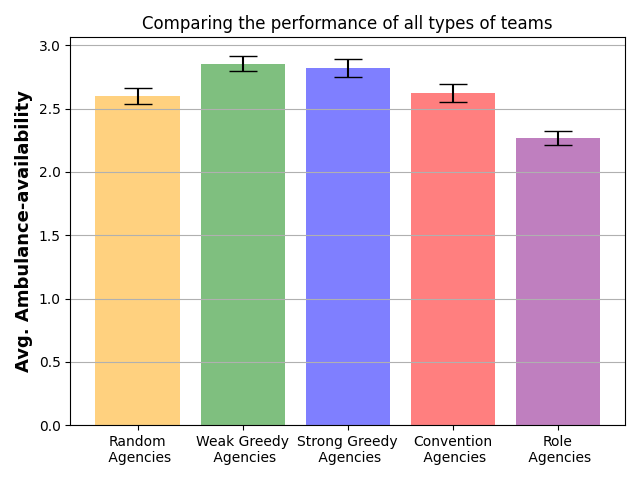 Comparing the performance of all types of teams
Avg. Ambulance-availability
3.0
2.5
2.0
1.5
1.0
0.5
0.0
Random
Agencies
Weak Greedy
Agencies
Strong Greedy
Agencies
Convention
Agencies
Role
Agencies